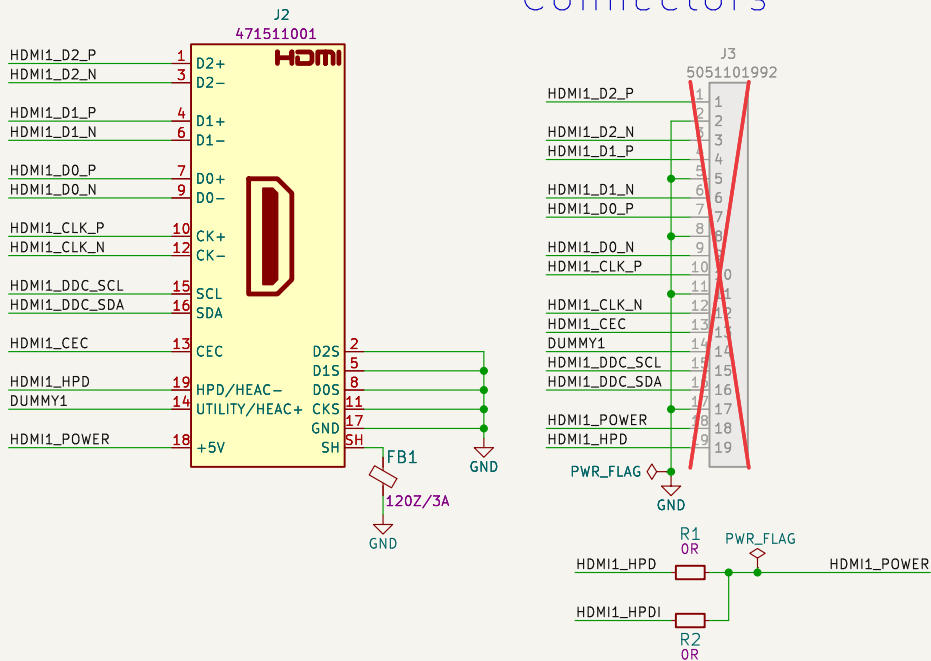 Connectors
J2
471511001
HDMI
HDMI1_D2_P 1 D2+
HDMI1_D2_N 3 D2-
HDMI1_D1_P 4 D1+
HDMI1_D1_N 6 D1-
HDMI1_D0_P 7 D0+
HDMI1_D0_N 9 D0-
HDMI1_CLK_P 10 CK+
HDMI1_CLK_N 12 CK-
HDMI1_DDC_SCL 15 SCL
HDMI1_DDC_SDA 16 SDA
HDMI1_CEC 13 CEC
HDMI1_HPD 19 HPD/HEAC-
DUMMY1 14 UTILITY/HEAC+
HDMI1_POWER 18 +5V
D2S 2
D1S 5
D0S 8
CKS 11
GND 17
SH SH
GND
FB1
120Z/3A
GND
J3
5051101992
HDMI1_D2_P 1 1
2 2
HDMI1_D2_N 3 3
HDMI1_D1_P 4 4
5 5
HDMI1_D1_N 6 6
HDMI1_D0_P 7 7
8 8
HDMI1_D0_N 9 9
HDMI1_CLK_P 10 10
11 11
HDMI1_CLK_N 12 12
HDMI1_CEC 13 13
DUMMY1 14 14
HDMI1_DDC_SCL 15 15
HDMI1_DDC_SDA 16 16
17 17
HDMI1_POWER 18 18
HDMI1_HPD 19 19
PWR_FLAG
GND
R1
0R
PWR_FLAG
HDMI1_HPD
HDMI1_POWER
HDMI1_HPDI
R2
0R